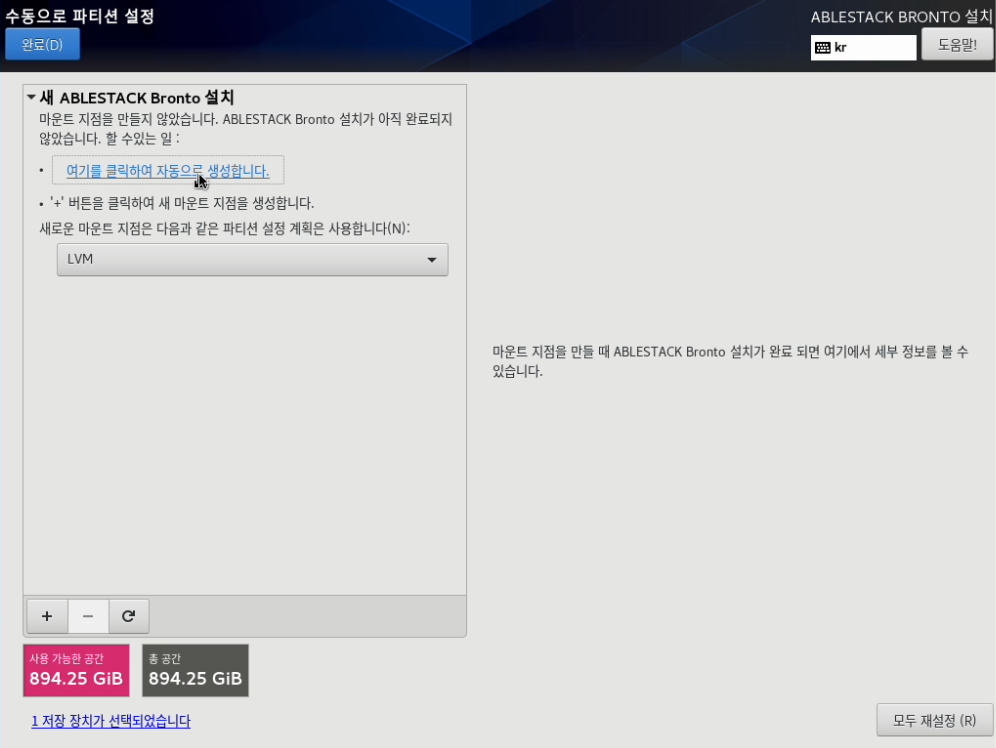 수동으로 파티션 설정
완료(D)
ABLESTACK BRONTO 설치
kr
도움말!
새 ABLESTACK Bronto 설치
마운트 지점을 만들지 않았습니다. ABLESTACK Bronto 설치가 아직 완료되지
않았습니다. 할 수있는 일 :
• 여기를 클릭하여 자동으로 생성합니다.
• '+' 버튼을 클릭하여 새 마운트 지점을 생성합니다.
새로운 마운트 지점은 다음과 같은 파티션 설정 계획은 사용합니다(N):
LVM
마운트 지점을 만들 때 ABLESTACK Bronto 설치가 완료 되면 여기에서 세부 정보를 볼 수
있습니다.
+ −
사용 가능한 공간
894.25 GiB
총 공간
894.25 GiB
1 저장 장치가 선택되었습니다
모두 재설정 (R)